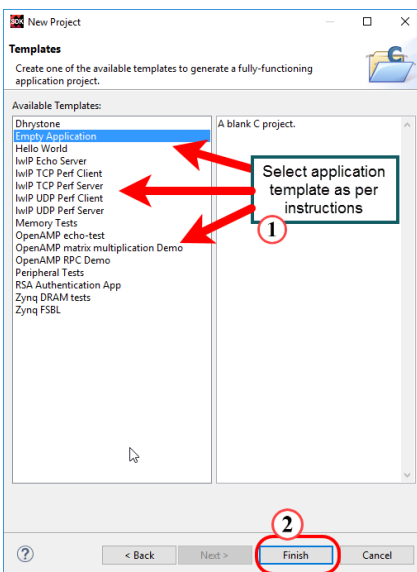 SDK New Project
Templates
Create one of the available templates to generate a fully-functioning
application project.
Available Templates:
Dhrystone
Empty Application
Hello World
lwIP Echo Server
lwIP TCP Perf Client
lwIP TCP Perf Server
lwIP UDP Perf Client
lwIP UDP Perf Server
Memory Tests
OpenAMP echo-test
OpenAMP matrix multiplication Demo
OpenAMP RPC Demo
Peripheral Tests
RSA Authentication App
Zynq DRAM tests
Zynq FSBL
A blank C project.
Select application
template as per
instructions
1
2
? < Back Next > Finish Cancel
C